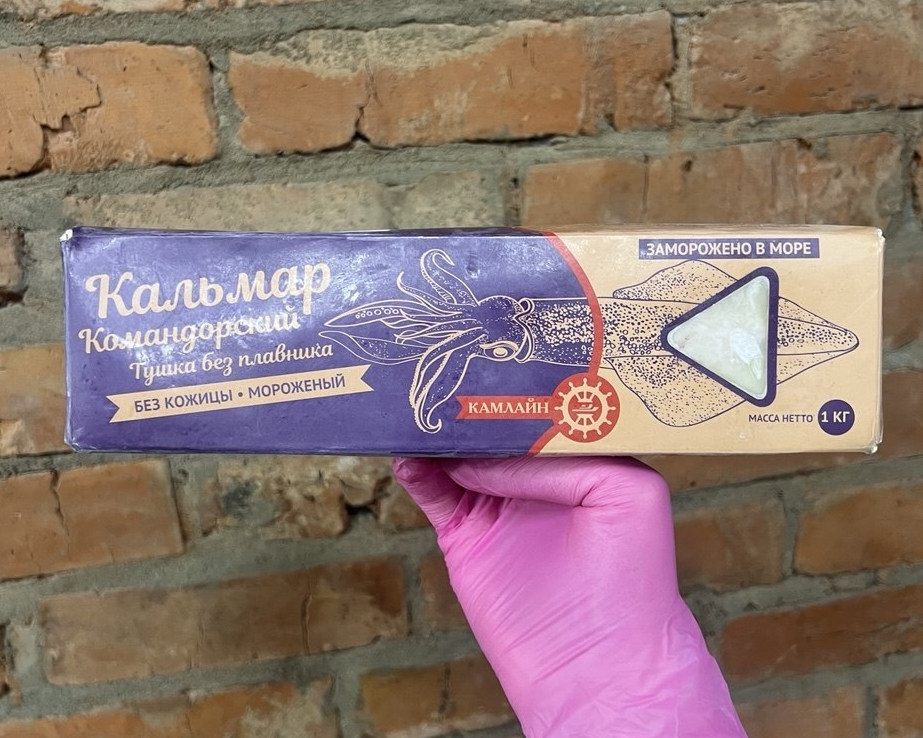 Кальмар
Командорский
Тушка без плавника
БЕЗ КОЖИЦЫ • МОРОЖЕНЫЙ
КАМЛАЙН
ЗАМОРОЖЕНО В МОРЕ
МАССА НЕТТО 1 КГ